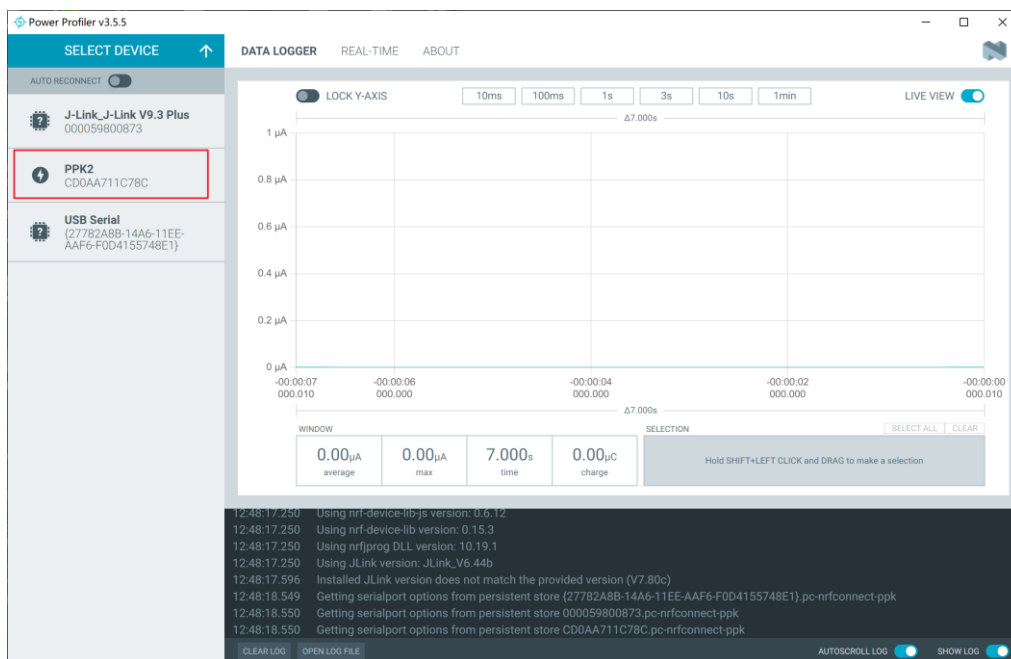 Power Profiler v3.5.5
SELECT DEVICE
DATA LOGGER REAL-TIME ABOUT
AUTO RECONNECT
J-Link_J-Link V9.3 Plus
000059800873
PPK2
CD0AA711C78C
USB Serial
{27782A8B-14A6-11EE-
AAF6-F0D4155748E1}
LOCK Y-AXIS 10ms 100ms 1s 3s 10s 1min LIVE VIEW
Δ7.000s
1 µA
0.8 µA
0.6 µA
0.4 µA
0.2 µA
0 µA
-00:00:07 -00:00:06 -00:00:04 -00:00:02 -00:00:00
000.010 000.000 000.000 000.000 000.010
Δ7.000s
WINDOW SELECTION SELECT ALL CLEAR
0.00µA 0.00µA 7.000s 0.00µC
average max time charge
Hold SHIFT+LEFT CLICK and DRAG to make a selection
12:48:17.250 Using nrf-device-lib-js version: 0.6.12
12:48:17.250 Using nrf-device-lib version: 0.15.3
12:48:17.250 Using nrfjprog DLL version: 10.19.1
12:48:17.250 Using JLink version: JLink_V6.44b
12:48:17.596 Installed JLink version does not match the provided version (V7.80c)
12:48:18.549 Getting serialport options from persistent store {27782A8B-14A6-11EE-AAF6-F0D4155748E1}.pc-nrfconnect-ppk
12:48:18.550 Getting serialport options from persistent store 000059800873.pc-nrfconnect-ppk
12:48:18.550 Getting serialport options from persistent store CD0AA711C78C.pc-nrfconnect-ppk
CLEAR LOG OPEN LOG FILE AUTOSCROLL LOG SHOW LOG